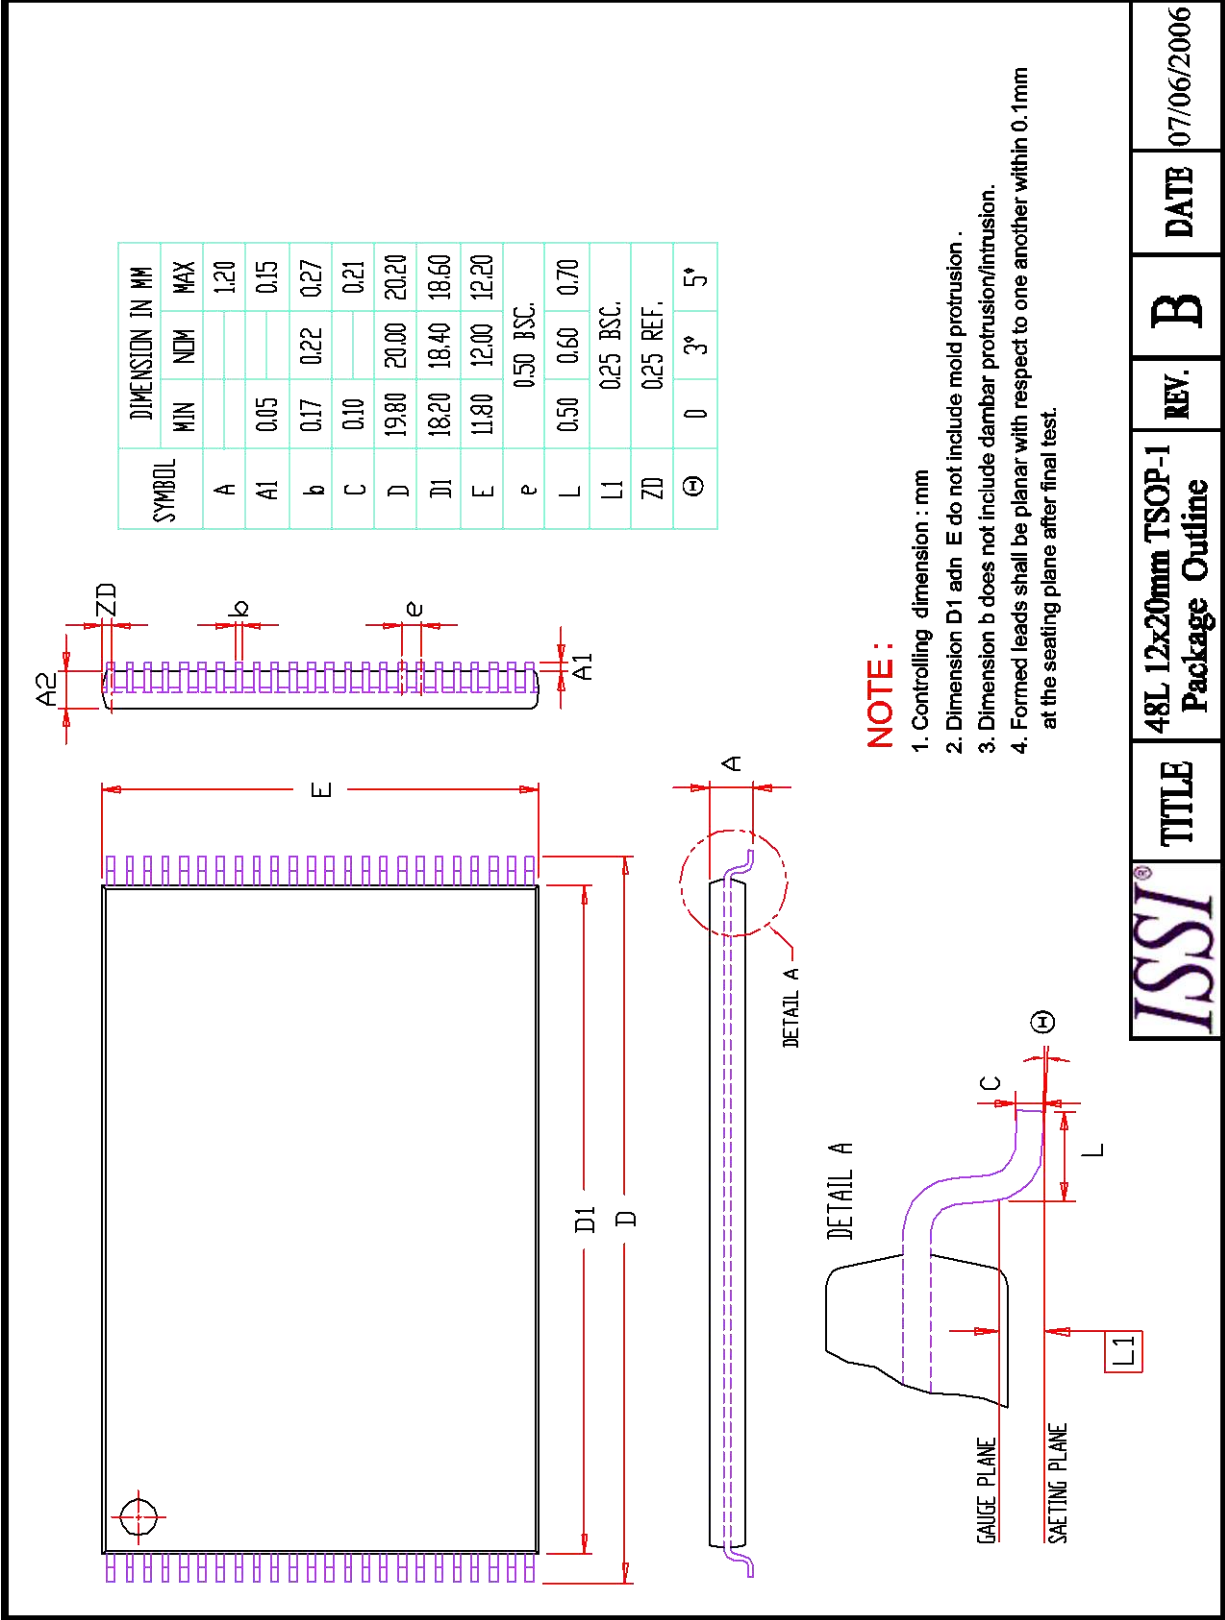 E
D1
D
A2
ZD
b
e
A1
SYMBOL DIMENSION IN MM
MIN NOM MAX
A 1.20
A1 0.05 0.15
b 0.17 0.22 0.27
C 0.10 0.21
D 19.80 20.00 20.20
D1 18.20 18.40 18.60
E 11.80 12.00 12.20
e 0.50 BSC.
L 0.50 0.60 0.70
L1 0.25 BSC.
ZD 0.25 REF.
Θ 0 3° 5°
A
DETAIL A
DETAIL A
GAUGE PLANE
SAETING PLANE
L1
C
L
Θ
NOTE :
1. Controlling dimension : mm
2. Dimension D1 adn E do not include mold protrusion .
3. Dimension b does not include dambar protrusion/intrusion.
4. Formed leads shall be planar with respect to one another within 0.1mm
at the seating plane after final test.
ISSI®
TITLE
48L 12x20mm TSOP-1
Package Outline
REV.
B
DATE
07/06/2006